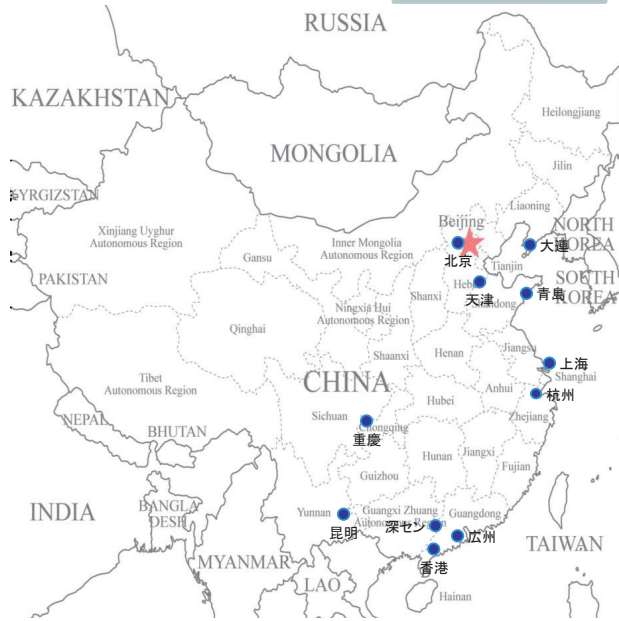 RUSSIA
KAZAKHSTAN
Heilongjiang
MONGOLIA
Jilin
KYRGIZSTAN
Liaoning
Beijing
NORTH
KOREA
Xinjiang Uyghur
Autonomous Region
Inner Mongolia
Autonomous Region
Gansu
北京
大連
Tianjin
PAKISTAN
Hebei
天津
SOUTH
KOREA
青島
Shanxi
Shandong
Ningxia Hui
Autonomous Region
Qinghai
Shaanxi
Henan
Jiangsu
上海
Shanghai
Tibet
Autonomous Region
CHINA
Anhui
杭州
Hubei
Zhejiang
Sichuan
Chongqing
重慶
NEPAL
BHUTAN
Hunan
Jiangxi
Fujian
Guizhou
INDIA
BANGLA
DESH
Yunnan
昆明
Guangxi Zhuang
Autonomous Region
Guangdong
深セン
広州
TAIWAN
香港
MYANMAR
LAO
Hainan